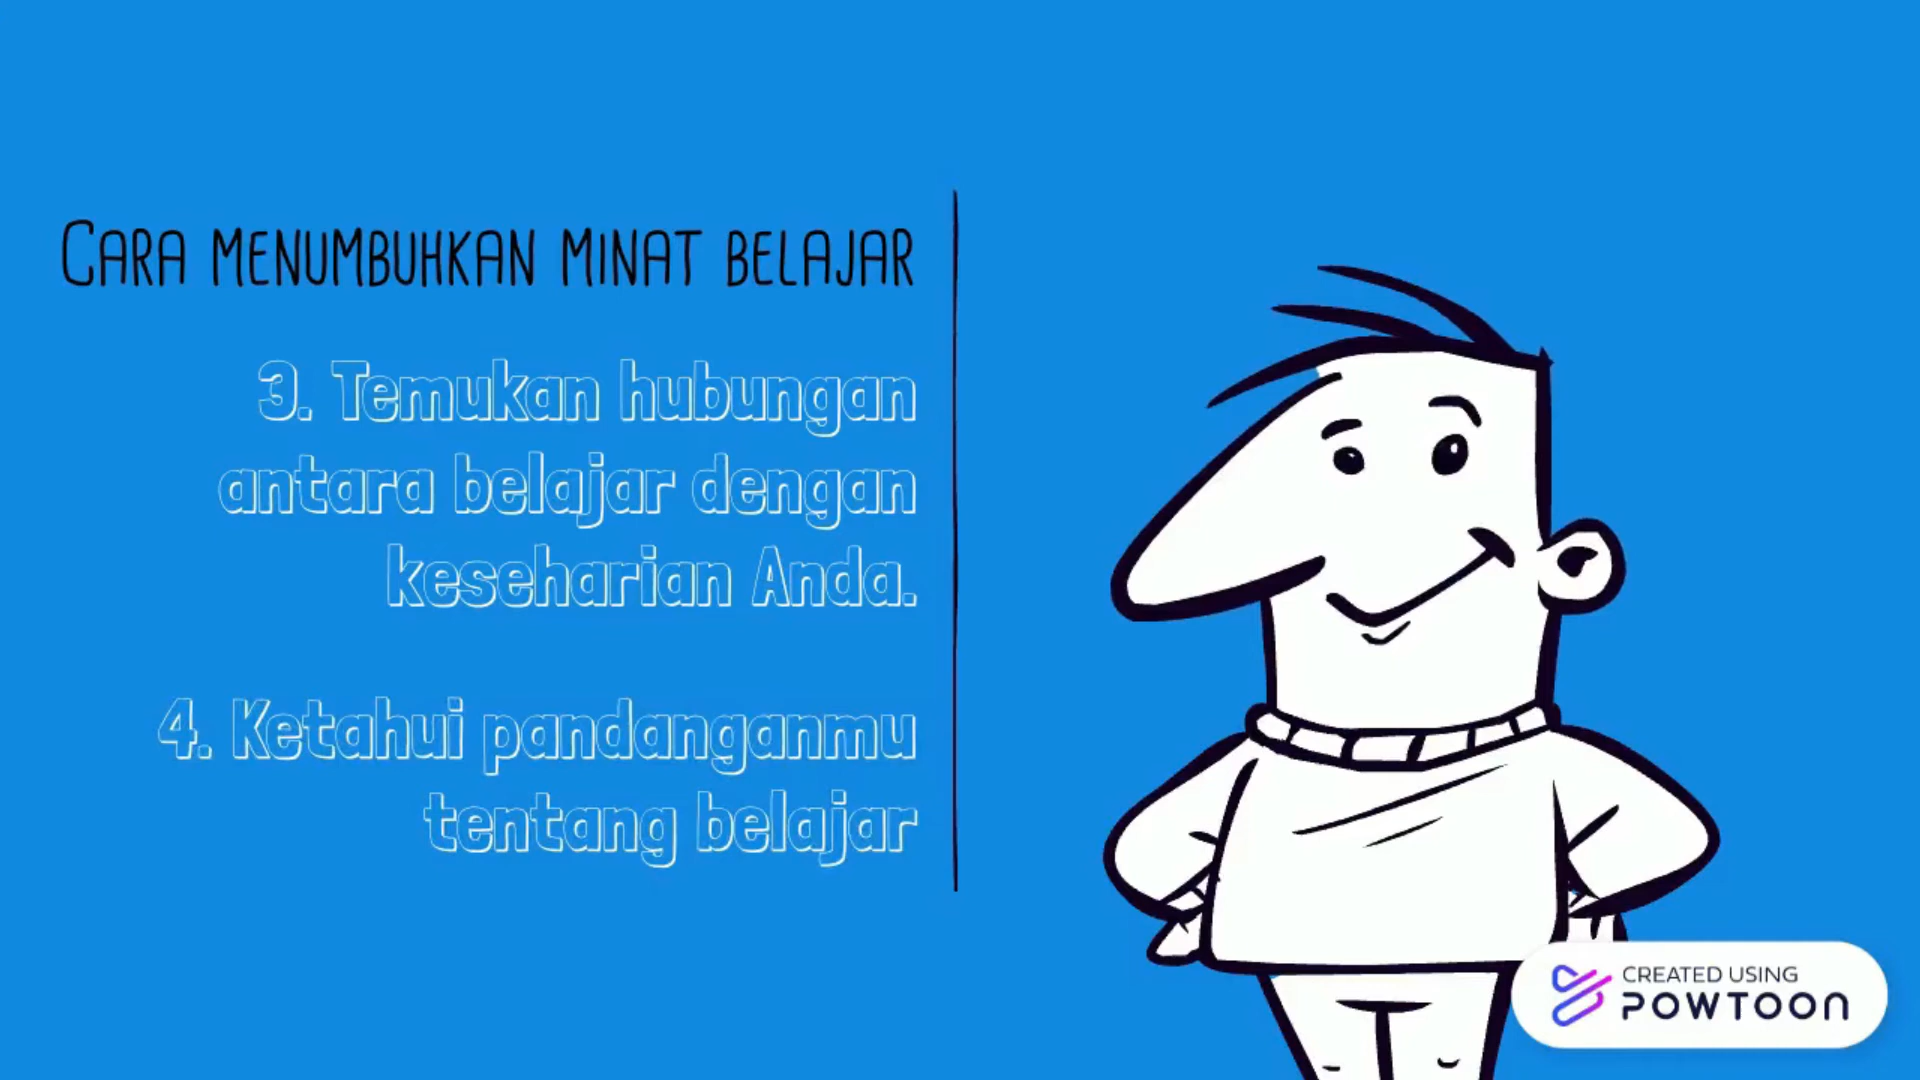 CARA MENUMBUHKAN MINAT BELAJAR
3. Temukan hubungan
antara belajar dengan
keseharian Anda.
4. Ketahui pandanganmu
tentang belajar
CREATED USING
POWTOON